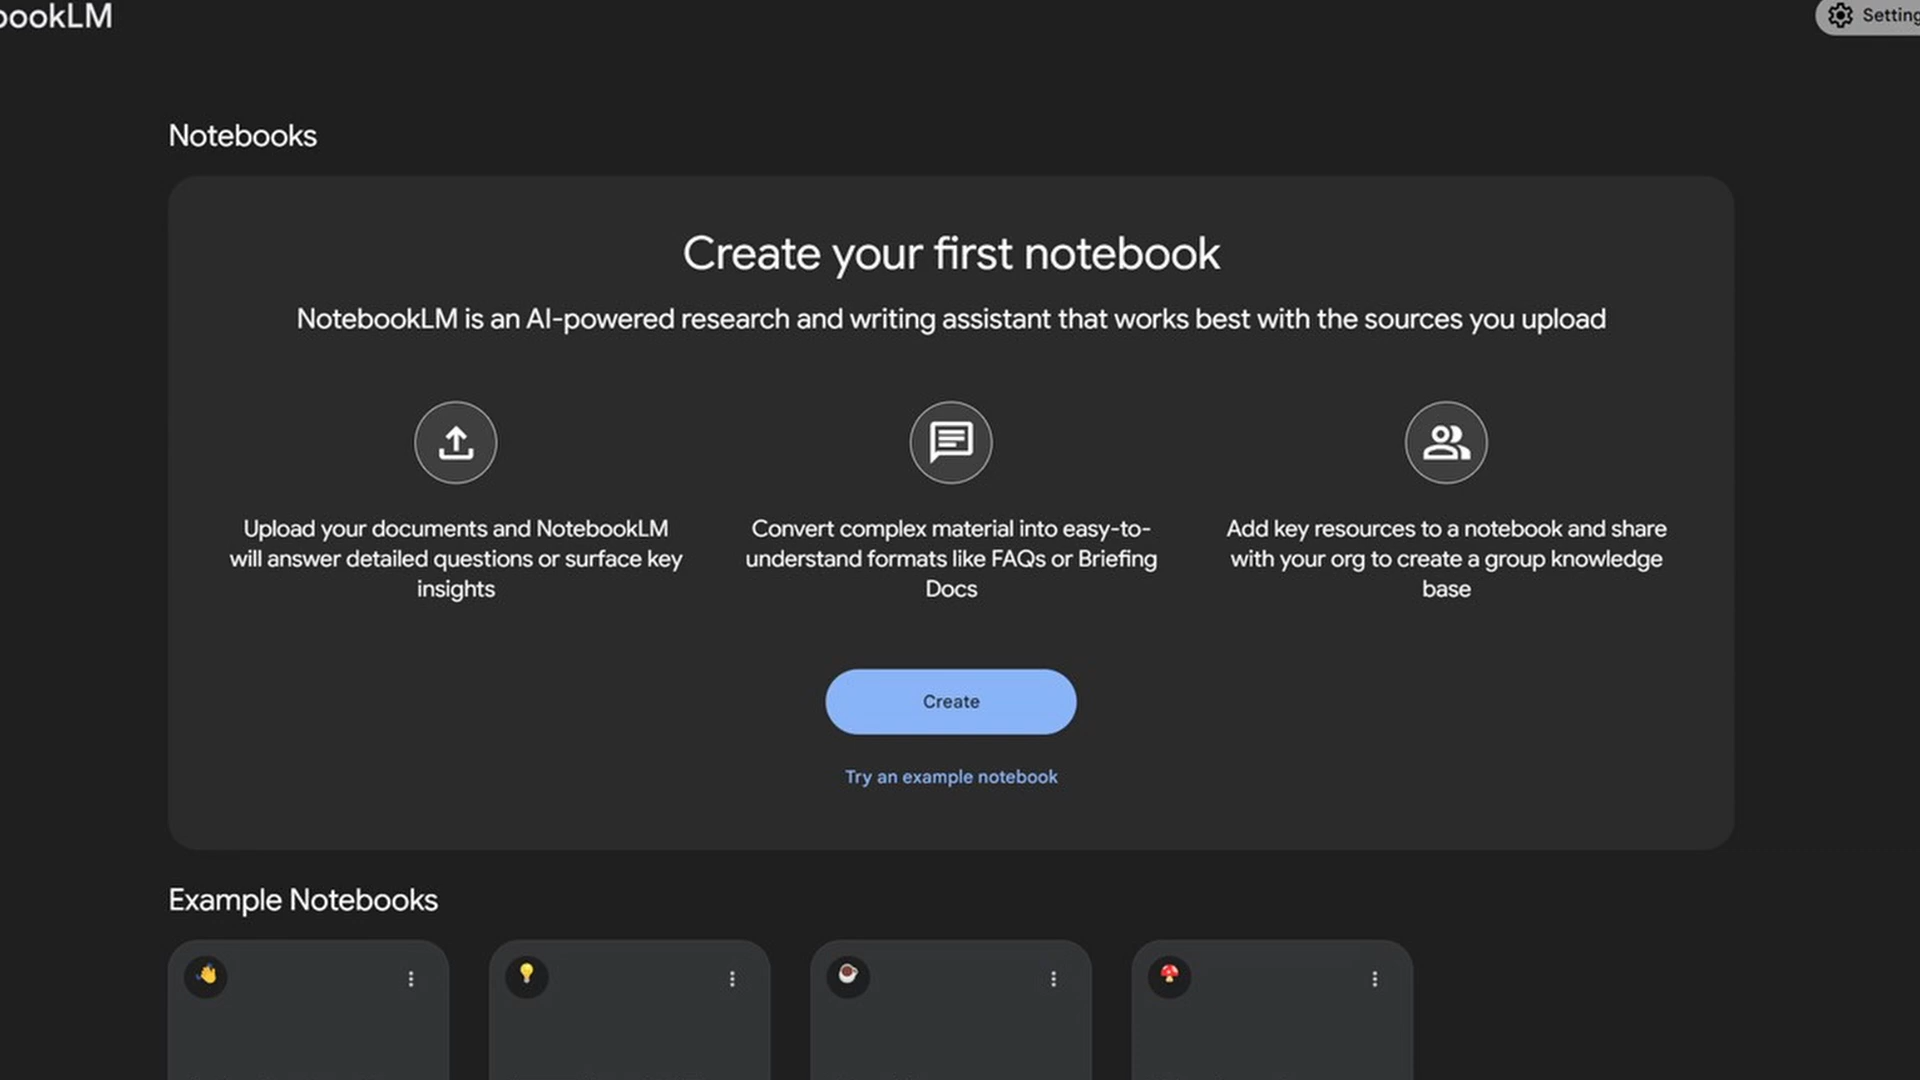 bookLM
Setting
Notebooks
Create your first notebook
NotebookLM is an AI-powered research and writing assistant that works best with the sources you upload
Upload your documents and NotebookLM
will answer detailed questions or surface key
insights
Convert complex material into easy-to-
understand formats like FAQs or Briefing
Docs
Add key resources to a notebook and share
with your org to create a group knowledge
base
Create
Try an example notebook
Example Notebooks